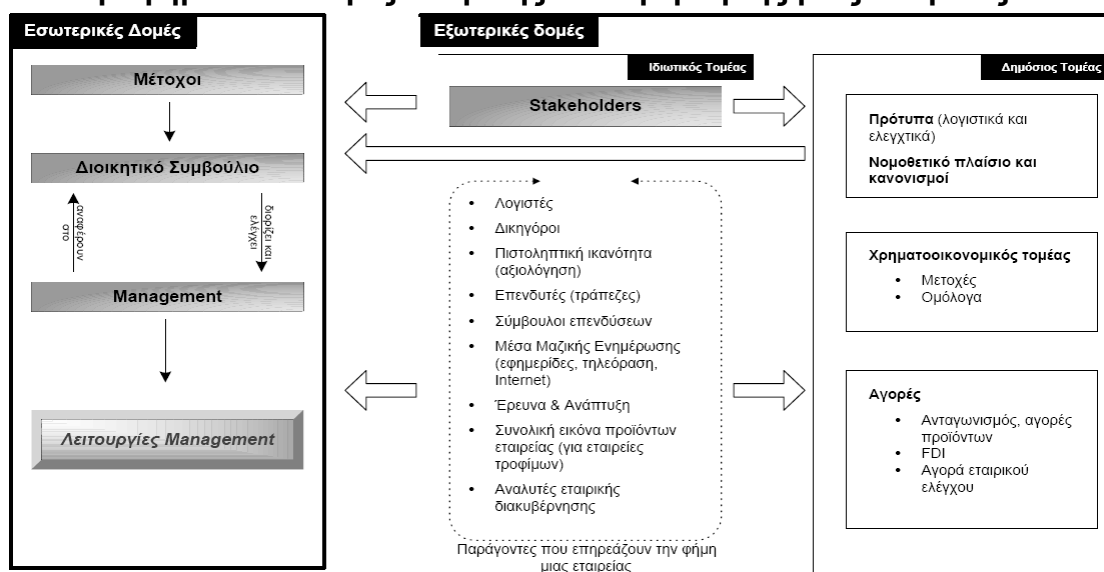 Εσωτερικές Δομές
Μέτοχοι
Διοικητικό Συμβούλιο
αναφέρουν
στο
διορίζει και
ελέγχει
Management
Λειτουργίες Management
Εξωτερικές δομές
Ιδιωτικός Τομέας
Stakeholders
• Λογιστές
• Δικηγόροι
• Πιστοληπτική ικανότητα
(αξιολόγηση)
• Επενδυτές (τράπεζες)
• Σύμβουλοι επενδύσεων
• Μέσα Μαζικής Ενημέρωσης
(εφημερίδες, τηλεόραση,
Internet)
• Έρευνα & Ανάπτυξη
• Συνολική εικόνα προϊόντων
εταιρείας (για εταιρείες
τροφίμων)
• Αναλυτές εταιρικής
διακυβέρνησης
Παράγοντες που επηρεάζουν την φήμη
μιας εταιρείας
Δημόσιος Τομέας
Πρότυπα (λογιστικά και
ελεγχτικά)
Νομοθετικό πλαίσιο και
κανονισμοί
Χρηματοοικονομικός τομέας
• Μετοχές
• Ομόλογα
Αγορές
• Ανταγωνισμός, αγορές
προϊόντων
• FDI
• Αγορά εταιρικού
ελέγχου